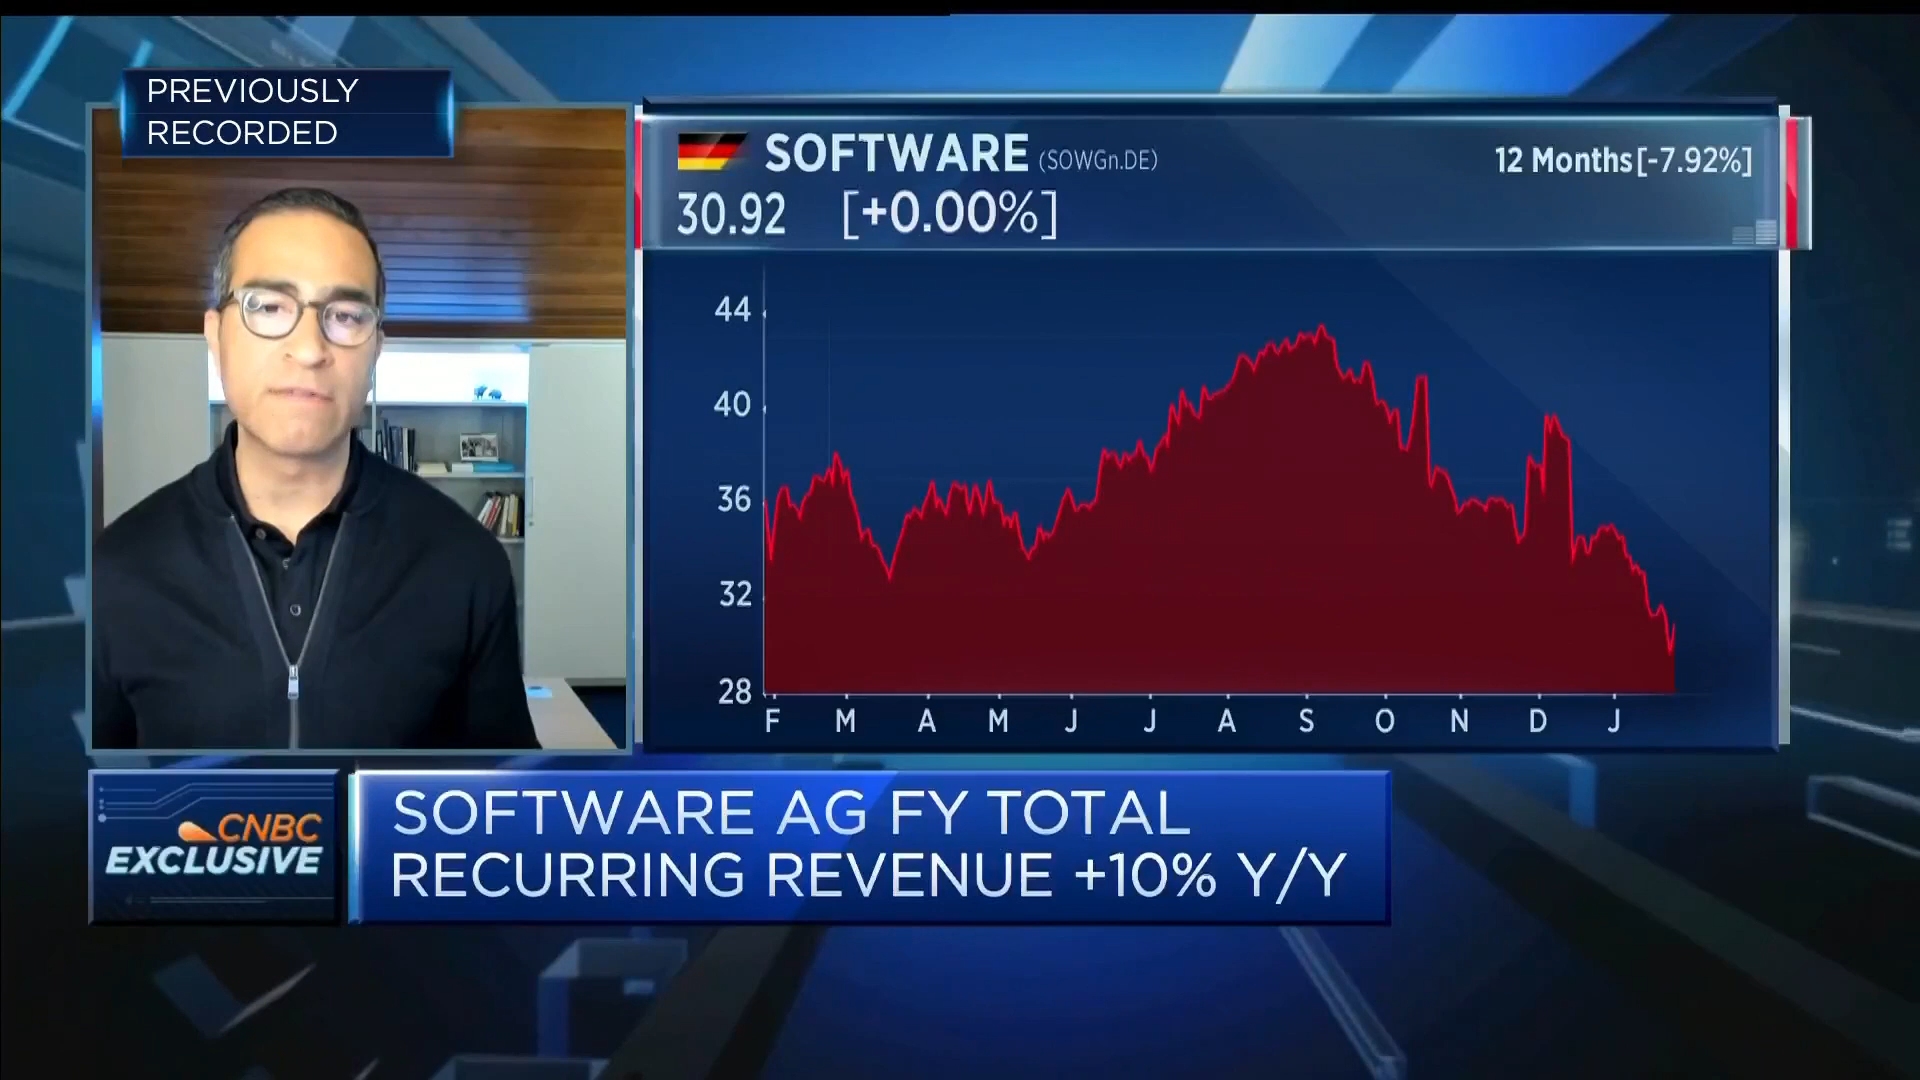 PREVIOUSLY
RECORDED
SOFTWARE (SOWGn.DE)
12 Months[-7.92%]
30.92 [+0.00%]
44
40
36
32
28
F M A M J J A S O N D J
CNBC
EXCLUSIVE
SOFTWARE AG FY TOTAL
RECURRING REVENUE +10% Y/Y